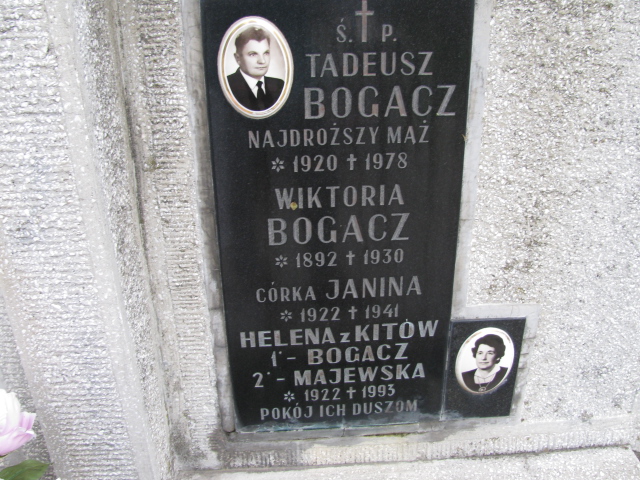 Ś. † P.
TADEUSZ
BOGACZ
NAJDROŻSZY MĄŻ
* 1920 † 1978
WIKTORIA
BOGACZ
* 1892 † 1930
CÓRKA JANINA
* 1922 † 1941
HELENA z KITÓW
1° - BOGACZ
2° - MAJEWSKA
* 1922 † 1993
POKÓJ ICH DUSZOM